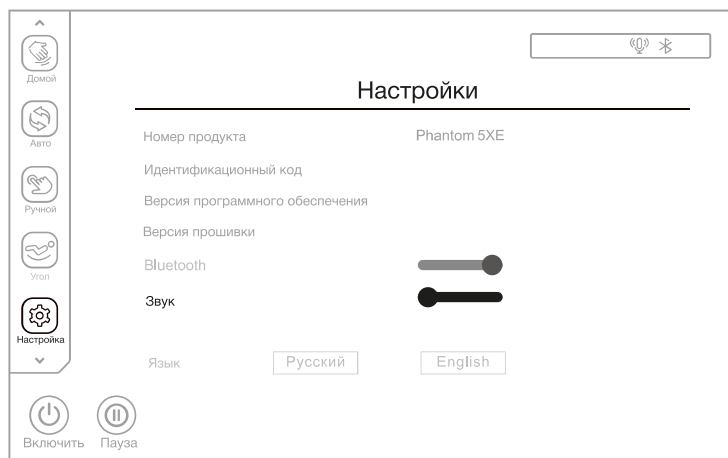 Домой
Авто
Ручной
Угол
Настройка
Настройки
Номер продукта Phantom 5XE
Идентификационный код
Версия программного обеспечения
Версия прошивки
Bluetooth
Звук
Язык Русский English
Включить Пауза